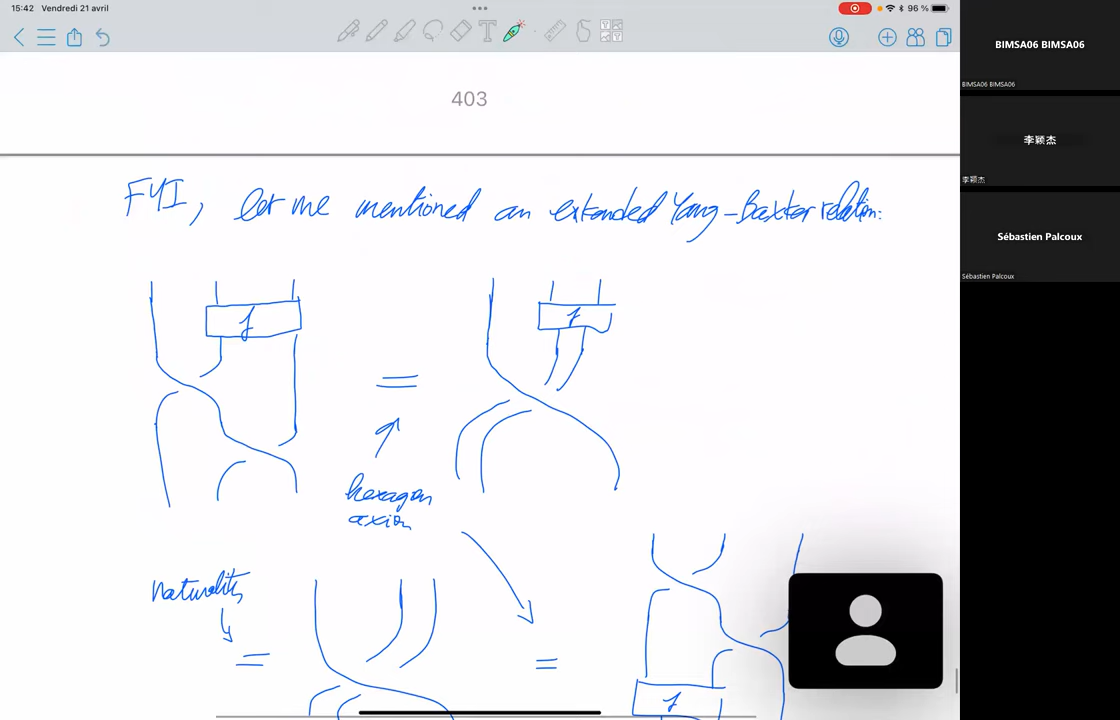 15:42 Vendredi 21 avril
96 %
403
FYI, let me mentioned an extended Yang-Baxter relation:
f
f
=
hexagon
axiom
naturality
=
=
f
BIMSA06 BIMSA06
BIMSA06 BIMSA06
李颖杰
李颖杰
Sébastien Palcoux
Sébastien Palcoux